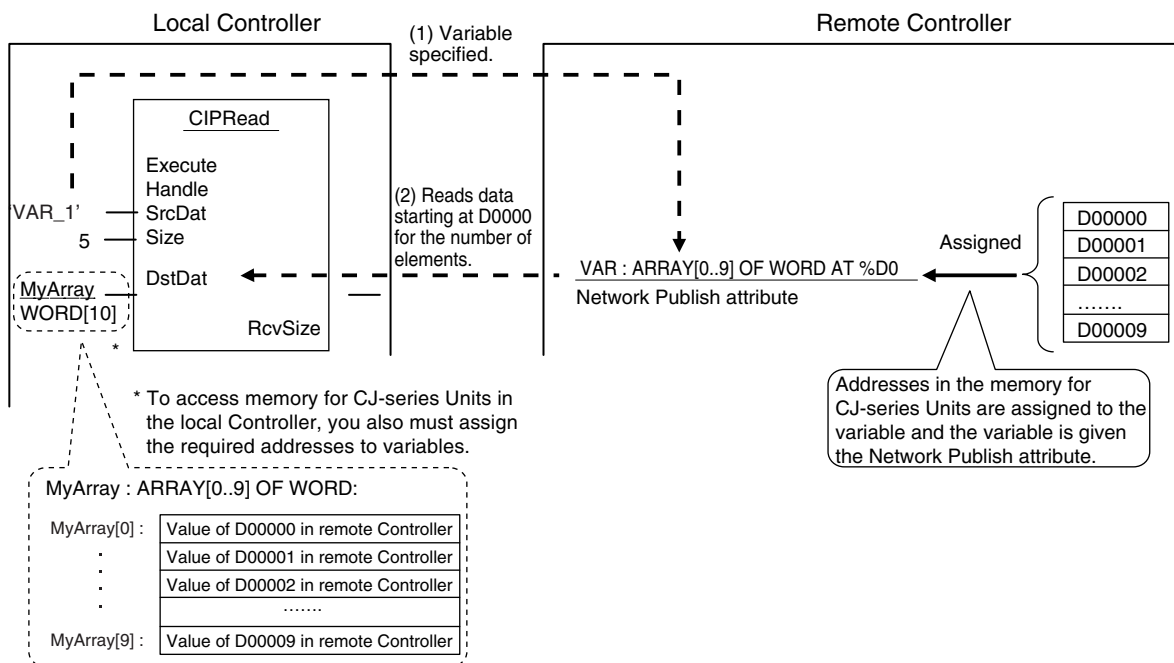 Local Controller
Remote Controller
(1) Variable
specified.
CIPRead
Execute
Handle
SrcDat
Size
DstDat
RcvSize
'VAR_1'
5
MyArray
WORD[10]
*
(2) Reads data
starting at D0000
for the number of
elements.
VAR : ARRAY[0..9] OF WORD AT %D0
Network Publish attribute
Assigned
D00000
D00001
D00002
.......
D00009
Addresses in the memory for
CJ-series Units are assigned to the
variable and the variable is given
the Network Publish attribute.
* To access memory for CJ-series Units in
the local Controller, you also must assign
the required addresses to variables.
MyArray : ARRAY[0..9] OF WORD:
MyArray[0] :
Value of D00000 in remote Controller
Value of D00001 in remote Controller
Value of D00002 in remote Controller
.......
MyArray[9] :
Value of D00009 in remote Controller